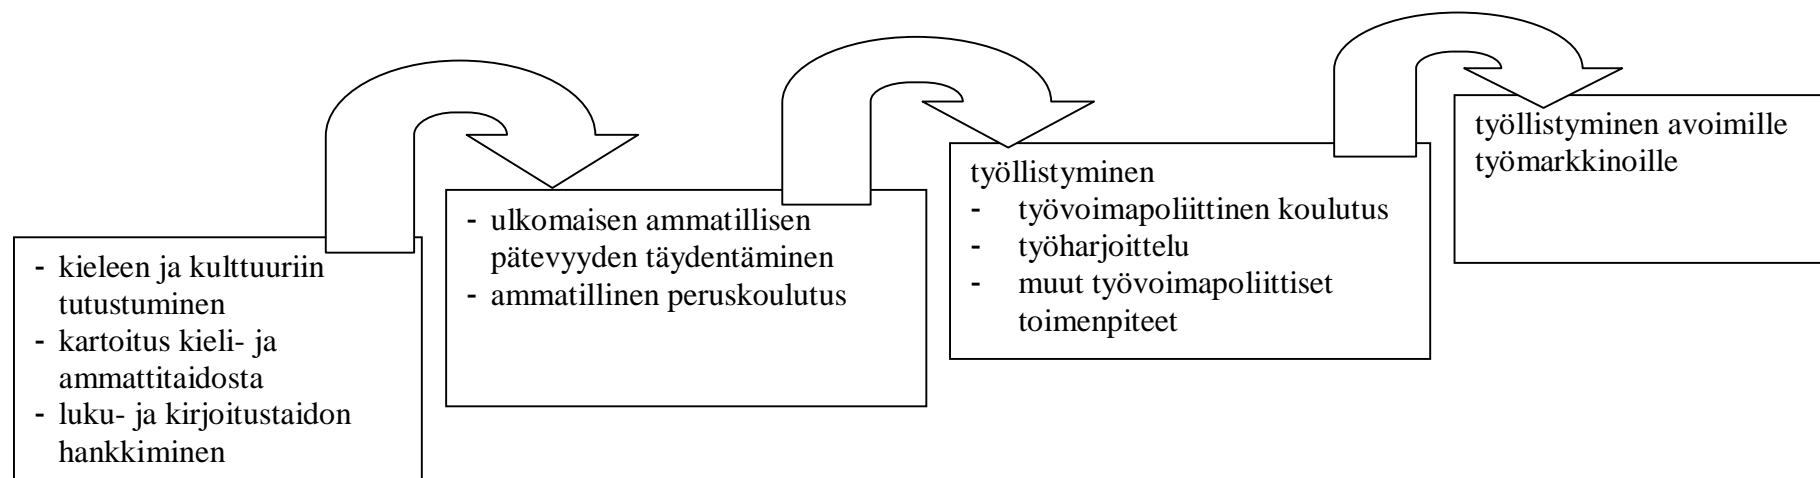 - kieleen ja kulttuuriin
tutustuminen
- kartoitus kieli- ja
ammattitaidosta
- luku- ja kirjoitustaidon
hankkiminen
- ulkomaisen ammatillisen
pätevyyden täydentäminen
- ammatillinen peruskoulutus
työllistyminen
- työvoimapoliittinen koulutus
- työharjoittelu
- muut työvoimapoliittiset
toimenpiteet
työllistyminen avoimille
työmarkkinoille